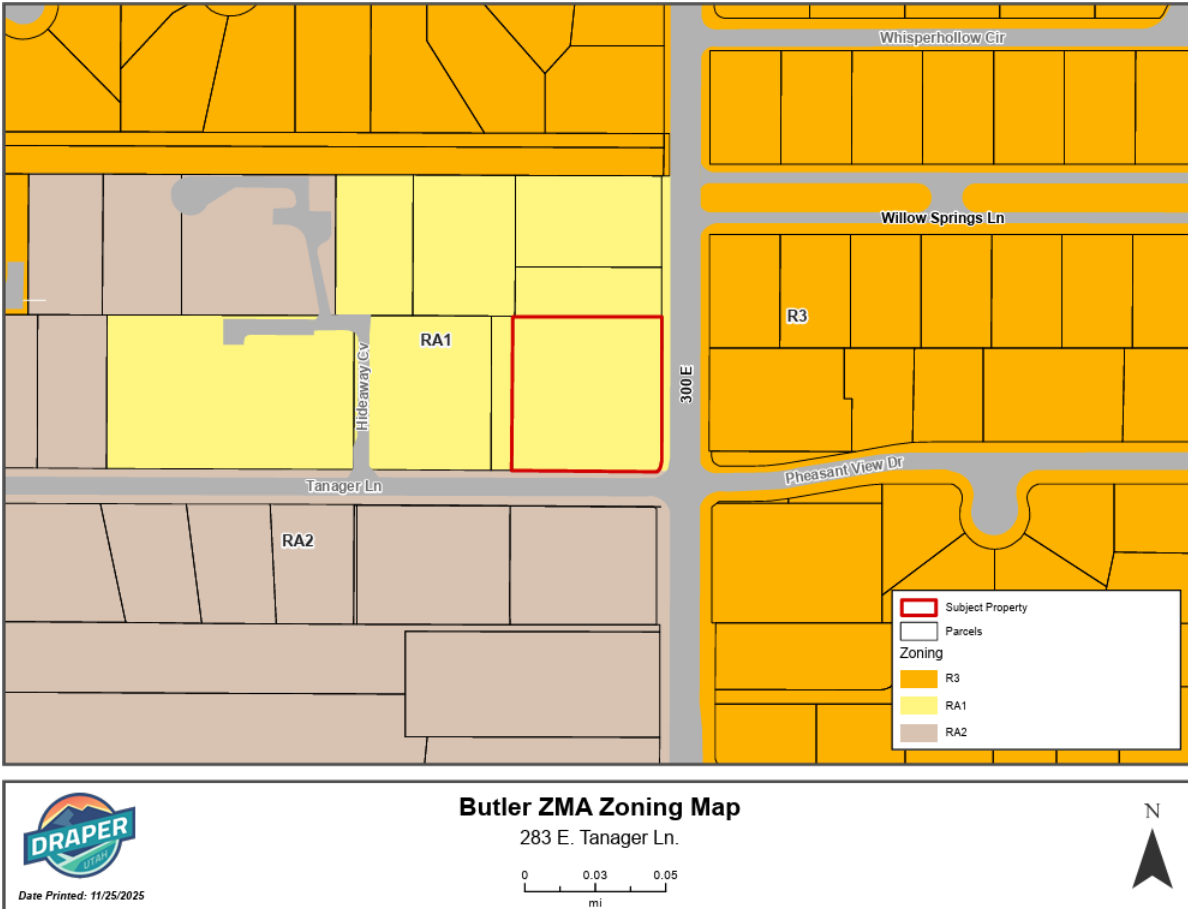 Whisperhollow Cir
Willow Springs Ln
R3
RA1
Hideaway Cv
300 E
Pheasant View Dr
Tanager Ln
RA2
Subject Property
Parcels
Zoning
R3
RA1
RA2
DRAPER
UTAH
Date Printed: 11/25/2025
Butler ZMA Zoning Map
283 E. Tanager Ln.
0 0.03 0.05
mi
N